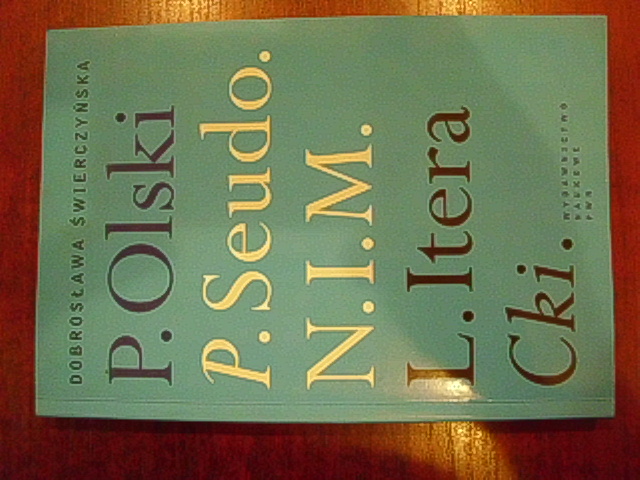 DOBROSŁAWA ŚWIERCZYŃSKA
P. Olski
P. Seudo.
N.I.M.
L. Itera
Cki.
WYDAWNICTWO
NAUKOWE
PWN